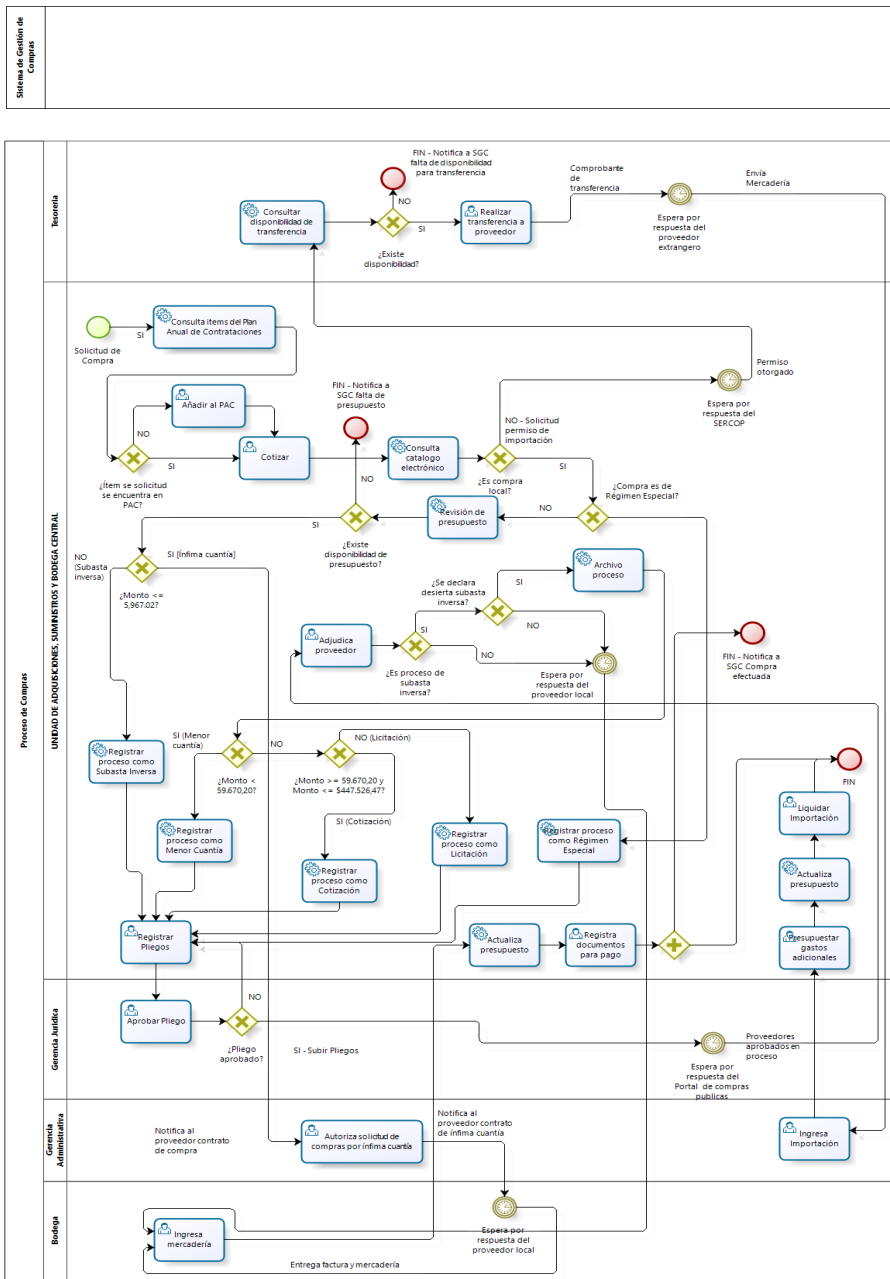 Sistema de Gestión de
Compras
Proceso de Compras
Tesorería
FIN - Notifica a SGC
falta de disponibilidad
para transferencia
NO
Consultar
disponibilidad de
transferencia
¿Existe
disponibilidad?
SI
Realizar
transferencia a
proveedor
Comprobante
de
transferencia
Espera por
respuesta del
proveedor
extrangero
Envía
Mercadería
UNIDAD DE ADQUISICIONES, SUMINISTROS Y BODEGA CENTRAL
Solicitud de
Compra
SI
Consulta items del Plan
Anual de Contrataciones
Añadir al PAC
NO
SI
¿Ítem se solicitud
se encuentra en
PAC?
Cotizar
FIN - Notifica a
SGC falta de
presupuesto
NO
Consulta
catalogo
electrónico
NO - Solicitud
permiso de
importación
¿Es compra
local?
SI
Espera por
respuesta del
SERCOP
Permiso
otorgado
¿Compra es de
Régimen Especial?
NO
Revisión de
presupuesto
¿Existe
disponibilidad de
presupuesto?
SI
NO
(Subasta
inversa)
SI [Ínfima cuantía]
¿Monto <=
5,967.02?
Adjudica
proveedor
SI
NO
¿Es proceso de
subasta
inversa?
¿Se declara
desierta subasta
inversa?
SI
NO
Archivo
proceso
Espera por
respuesta del
proveedor local
FIN - Notifica a
SGC Compra
efectuada
Registrar
proceso como
Subasta Inversa
SI (Menor
cuantía)
NO
¿Monto <
59.670,20?
NO (Licitación)
¿Monto >= 59.670,20 y
Monto <= $447.526,47?
SI (Cotización)
Registrar
proceso como
Menor Cuantía
Registrar
proceso como
Cotización
Registrar
proceso como
Licitación
Registrar proceso
como Régimen
Especial
FIN
Liquidar
Importación
Actualiza
presupuesto
Presupuestar
gastos
adicionales
Registrar
Pliegos
Actualiza
presupuesto
Registra
documentos
para pago
Gerencia Jurídica
NO
Aprobar Pliego
¿Pliego
aprobado?
SI - Subir Pliegos
Espera por
respuesta del
Portal de compras
publicas
Proveedores
aprobados en
proceso
Gerencia
Administrativa
Notifica al
proveedor contrato
de compra
Autoriza solicitud de
compras por ínfima cuantía
Notifica al
proveedor contrato
de ínfima cuantía
Ingresa
Importación
Bodega
Ingresa
mercadería
Espera por
respuesta del
proveedor local
Entrega factura y mercadería